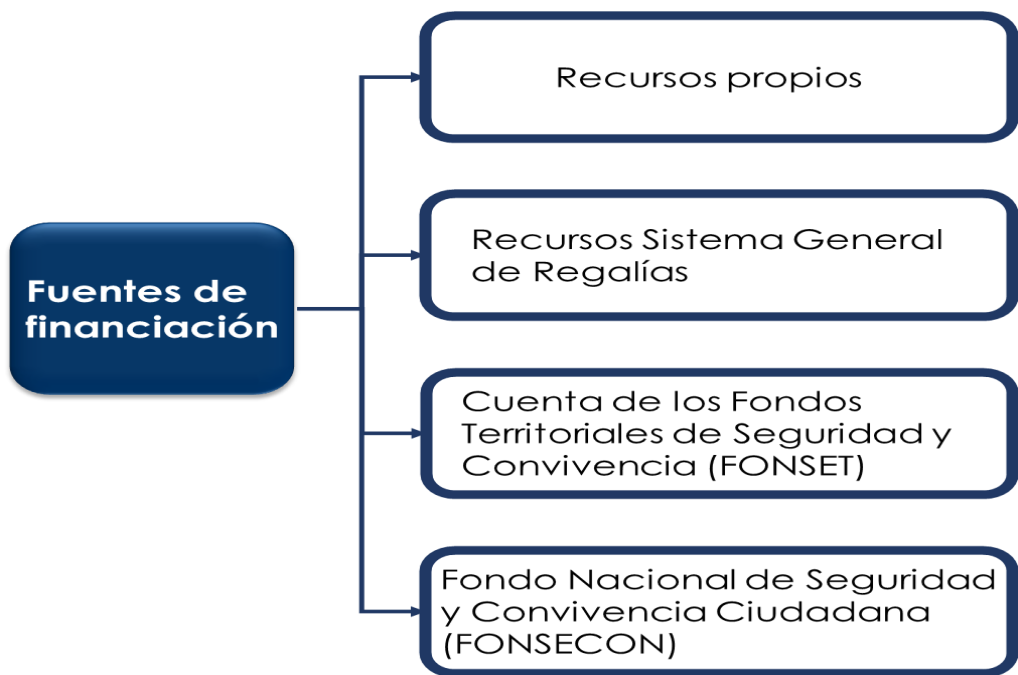 Fuentes de
financiación
Recursos propios
Recursos Sistema General
de Regalías
Cuenta de los Fondos
Territoriales de Seguridad y
Convivencia (FONSET)
Fondo Nacional de Seguridad
y Convivencia Ciudadana
(FONSECON)